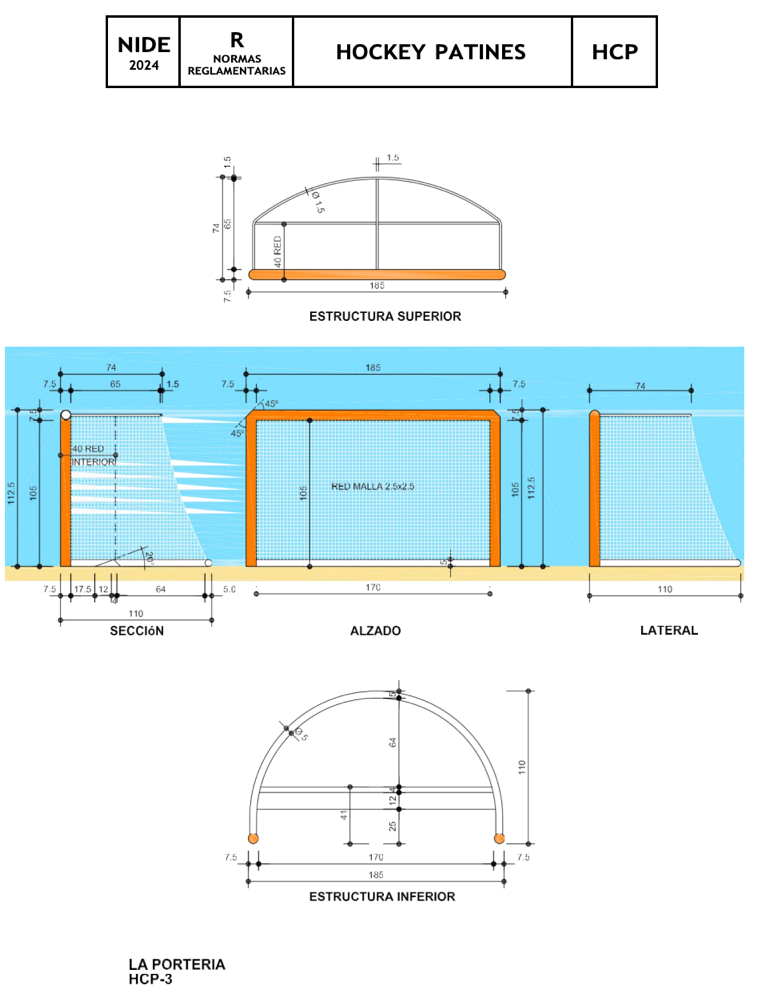 NIDE
2024
R
NORMAS
REGLAMENTARIAS
HOCKEY PATINES
HCP
1.5
1.5
Ø 1.5
74
65
40 RED
7.5
185
ESTRUCTURA SUPERIOR
74
7.5
65
1.5
185
7.5
7.5
74
7.5
45º
45º
7.5
40 RED
INTERIOR
RED MALLA 2.5x2.5
112.5
105
105
105
112.5
20°
5
7.5
17.5
12
64
5.0
170
110
110
SECCIóN
ALZADO
LATERAL
5
Ø 5
64
110
4
12
41
25
7.5
170
7.5
185
ESTRUCTURA INFERIOR
LA PORTERIA
HCP-3